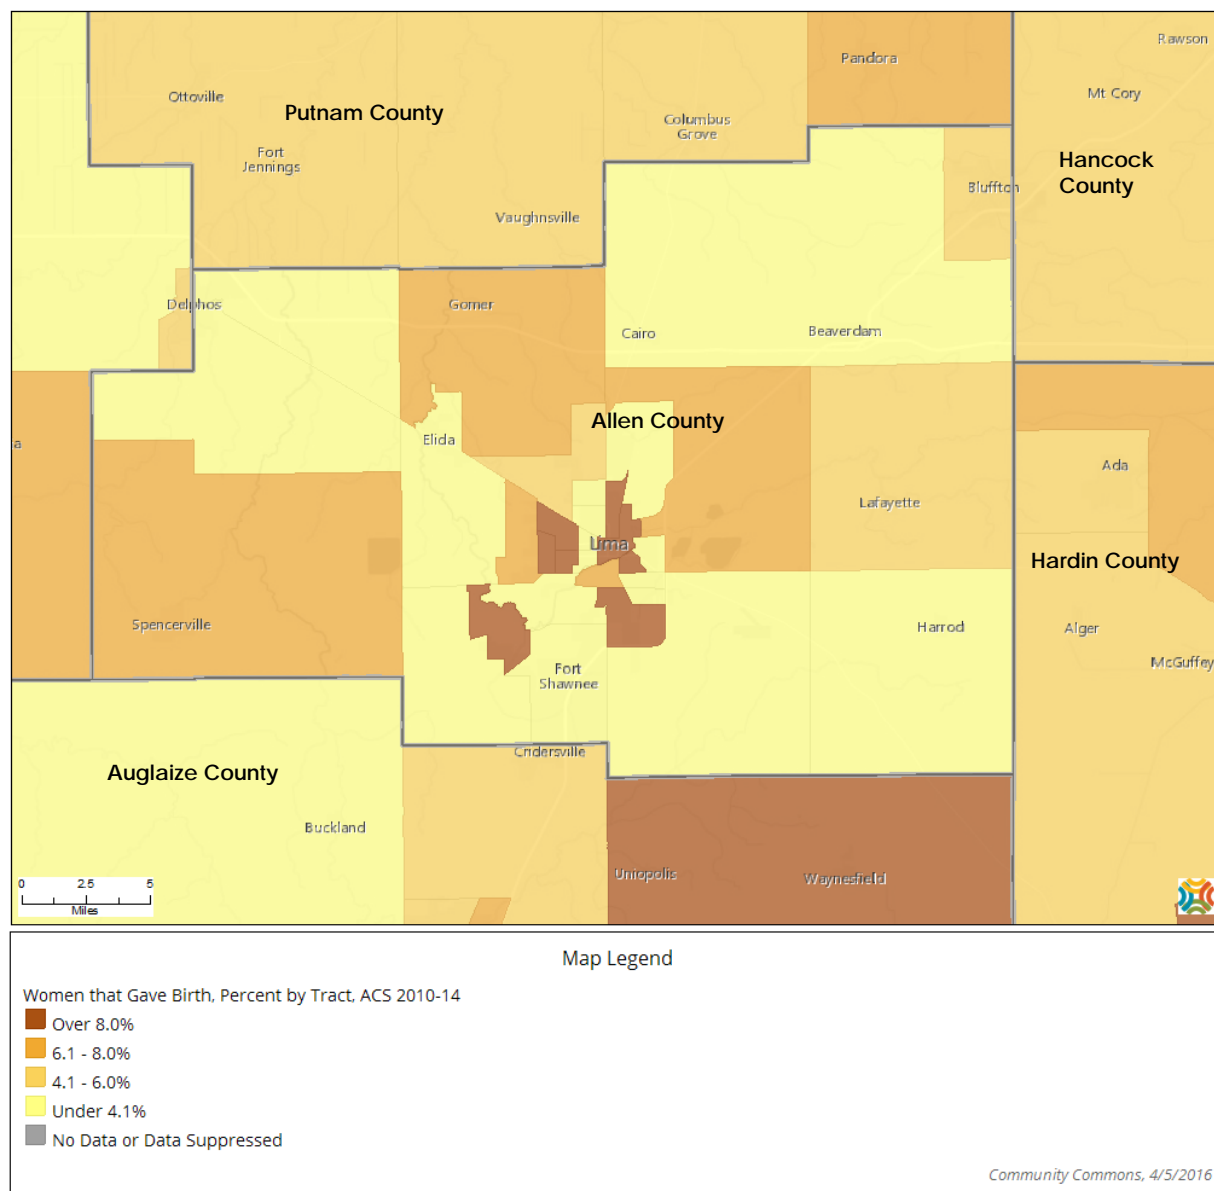 Rawson
Pandora
Mt Cory
Ottoville
Putnam County
Columbus
Grove
Fort
Jennings
Hancock
County
Bluffton
Vaughnsville
Delphos
Gomer
Cairo
Beaverdam
Allen County
Elida
a
Ada
Lafayette
Lima
Hardin County
Spencerville
Harrod
Alger
McGuffey
Fort
Shawnee
Cridersville
Auglaize County
Buckland
Uniopolis
Waynesfield
0 2.5 5
Miles
Map Legend
Women that Gave Birth, Percent by Tract, ACS 2010-14
Over 8.0%
6.1 - 8.0%
4.1 - 6.0%
Under 4.1%
No Data or Data Suppressed
Community Commons, 4/5/2016